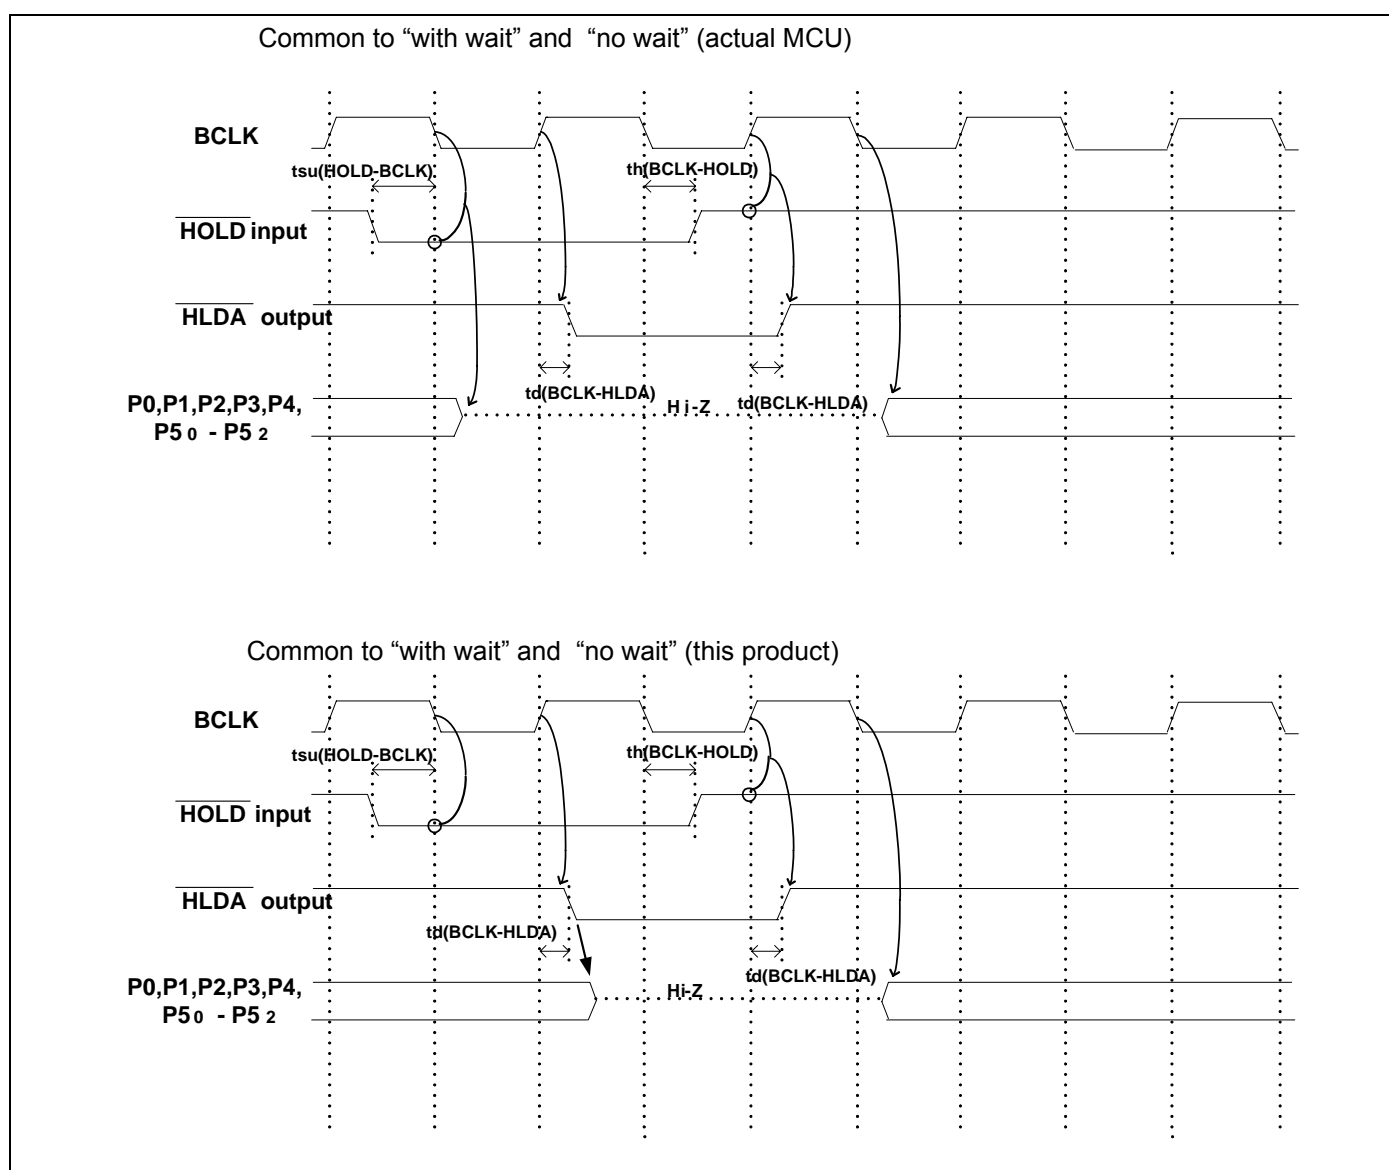 Common to “with wait” and “no wait” (actual MCU)
BCLK
tsu(HOLD-BCLK)
th(BCLK-HOLD)
HOLD input
HLDA output
td(BCLK-HLDA)
Hi-Z
td(BCLK-HLDA)
P0,P1,P2,P3,P4,
P50 - P52
Common to “with wait” and “no wait” (this product)
BCLK
tsu(HOLD-BCLK)
th(BCLK-HOLD)
HOLD input
HLDA output
td(BCLK-HLDA)
td(BCLK-HLDA)
P0,P1,P2,P3,P4,
Hi-Z
P50 - P52